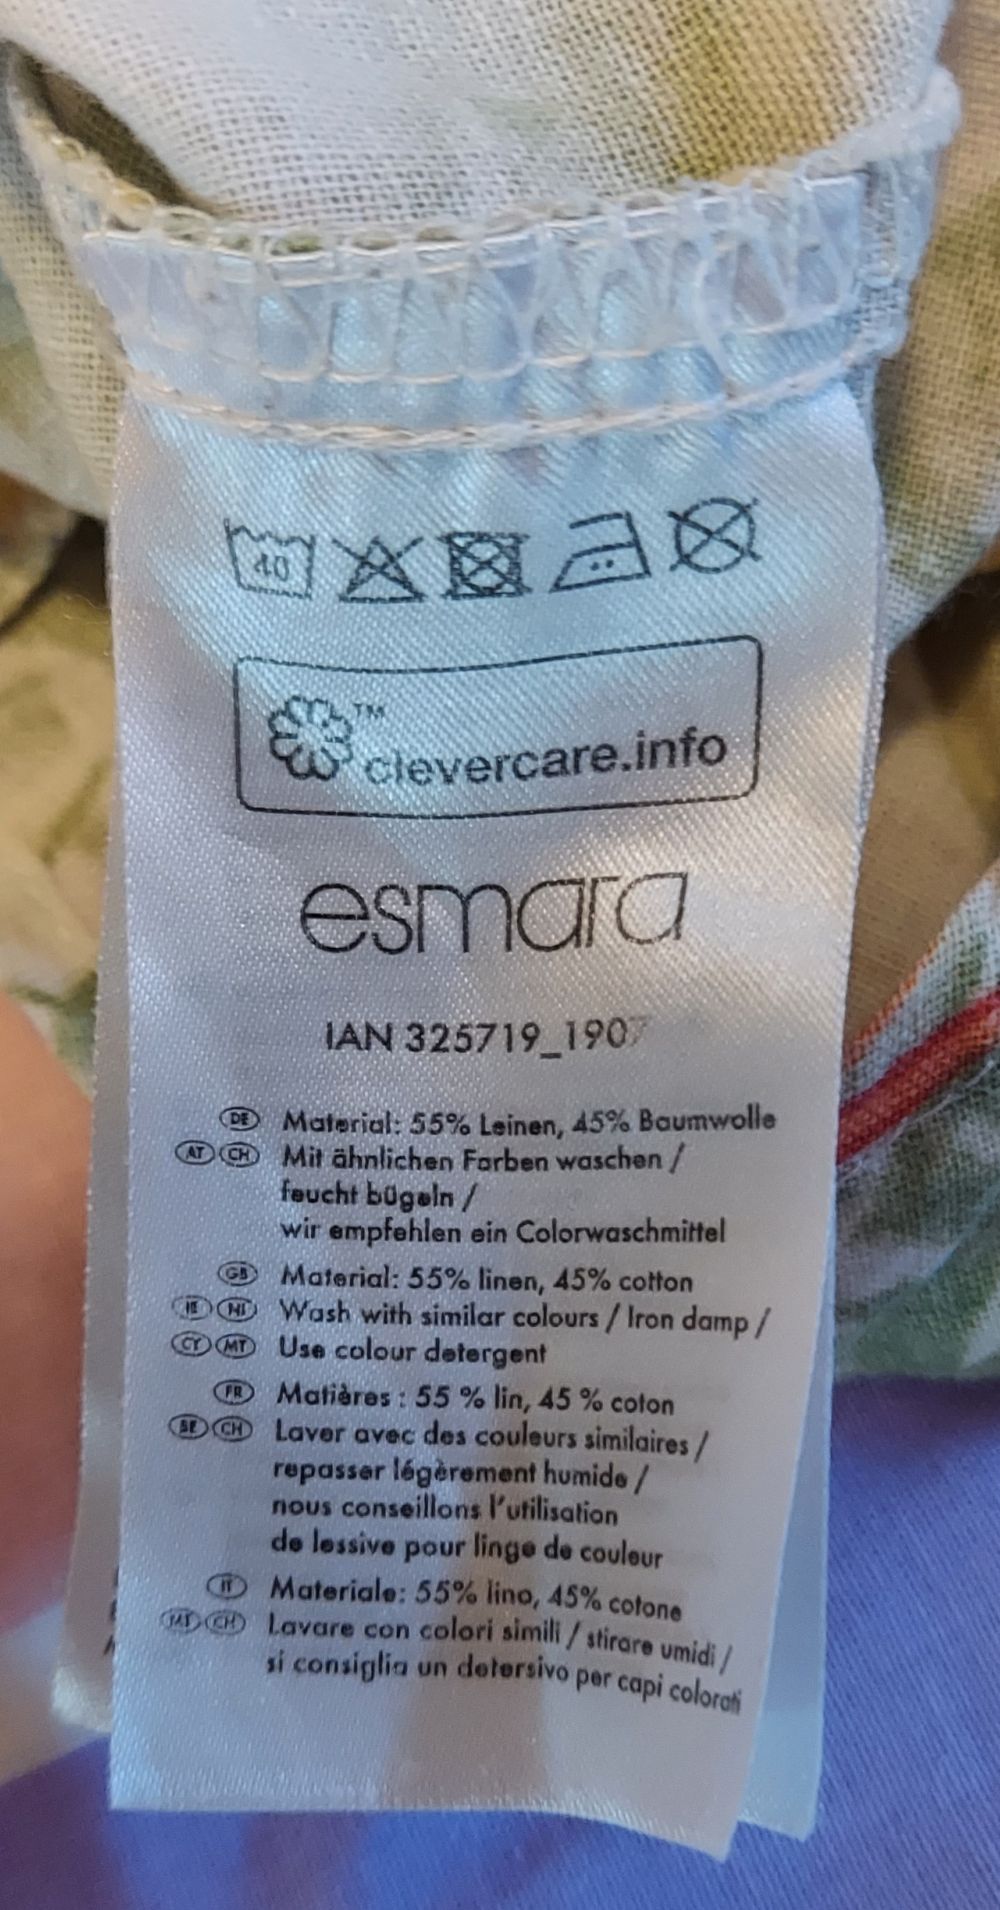 40
TM
clevercare.info
esmara
IAN 325719_1907
DE Material: 55% Leinen, 45% Baumwolle
AT CH Mit ähnlichen Farben waschen /
feucht bügeln /
wir empfehlen ein Colorwaschmittel
GB Material: 55% linen, 45% cotton
IE NI Wash with similar colours / Iron damp /
CY MT Use colour detergent
FR Matières : 55 % lin, 45 % coton
BE CH Laver avec des couleurs similaires /
repasser légèrement humide /
nous conseillons l'utilisation
de lessive pour linge de couleur
IT Materiale: 55% lino, 45% cotone
MT CH Lavare con colori simili / stirare umidi /
si consiglia un detersivo per capi colorati